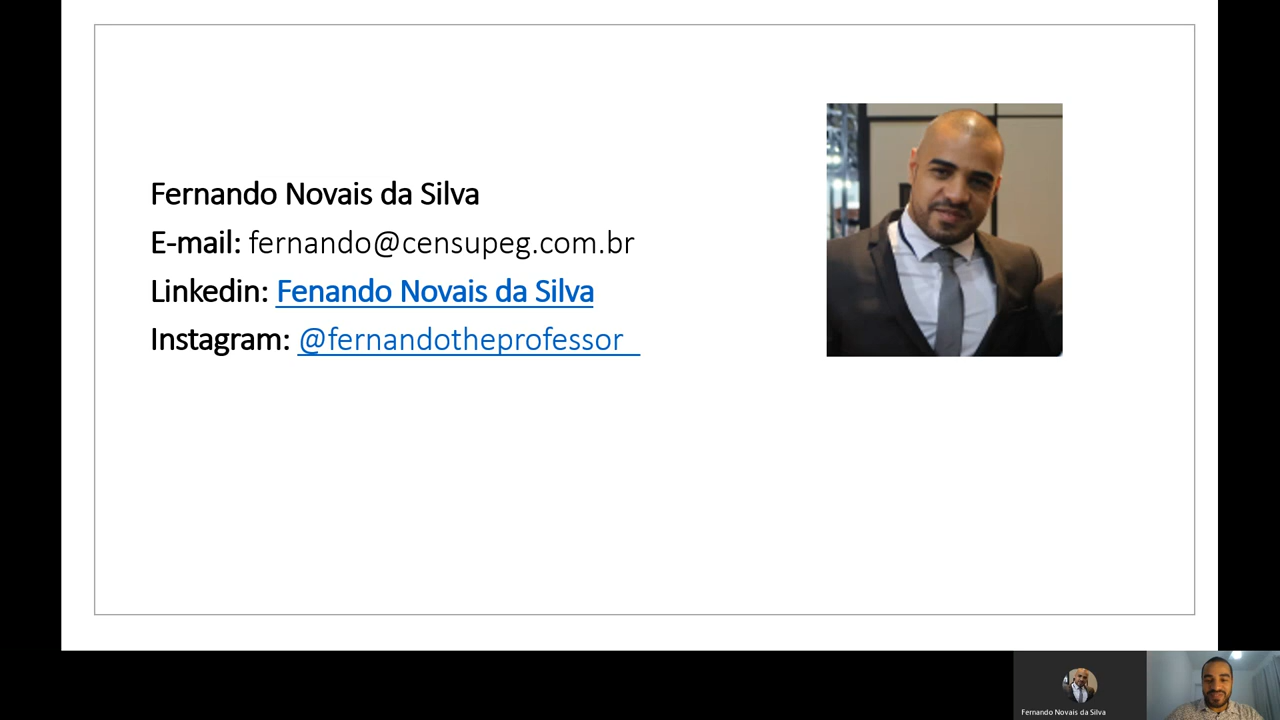 Fernando Novais da Silva
E-mail: fernando@censupeg.com.br
Linkedin: Fenando Novais da Silva
Instagram: @fernandotheprofessor
Fernando Novais da Silva